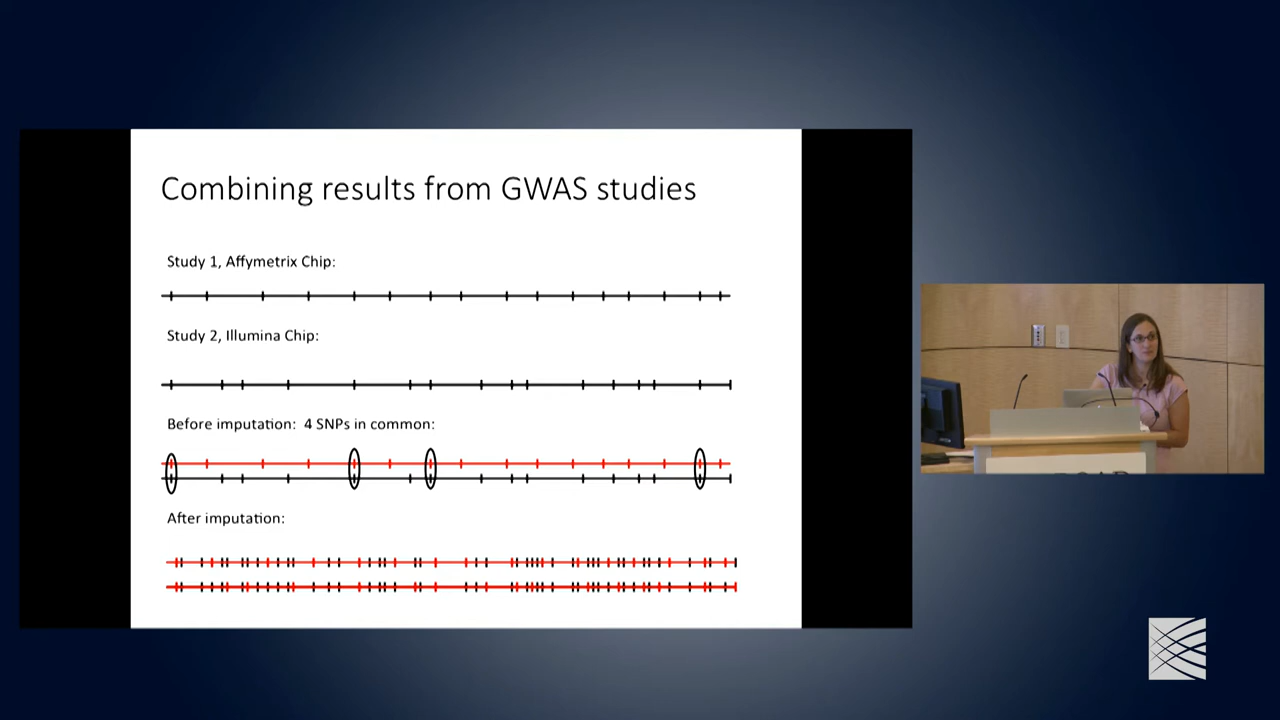 Combining results from GWAS studies
Study 1, Affymetrix Chip:
Study 2, Illumina Chip:
Before imputation:  4 SNPs in common:
After imputation: